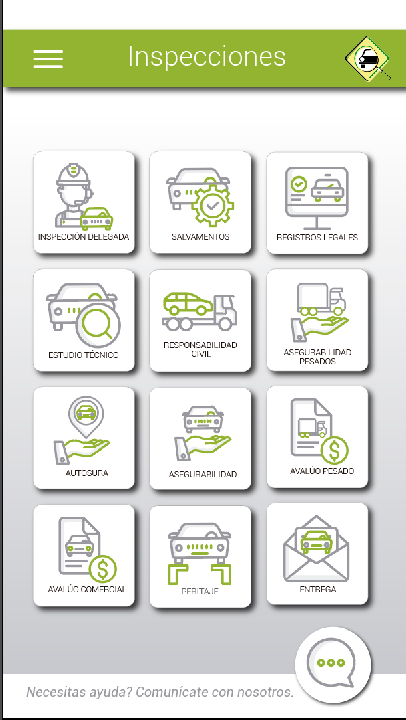 Inspecciones
INSPECCIÓN DELEGADA
SALVAMENTOS
REGISTROS LEGALES
ESTUDIO TÉCNICO
RESPONSABILIDAD
CIVIL
ASEGURABILIDAD
PESADOS
AUTOSURA
ASEGURABILIDAD
AVALÚO PESADO
AVALÚO COMERCIAL
PERITAJE
ENTREGA
Necesitas ayuda? Comunícate con nosotros.